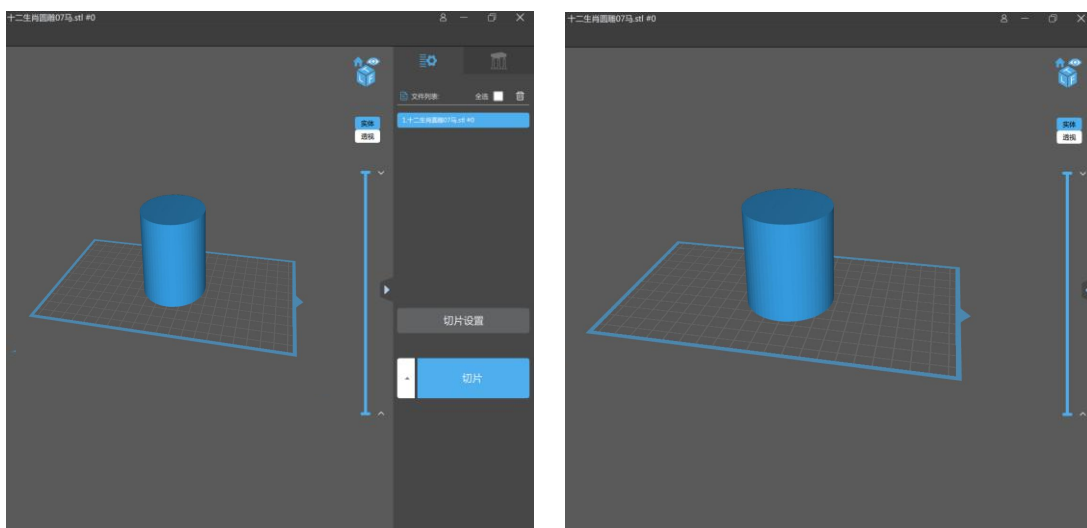 十二生肖圆雕07马.stl #0
文件列表:
全选
1.十二生肖圆雕07马.stl #0
实体
透视
切片设置
切片
十二生肖圆雕07马.stl #0
实体
透视